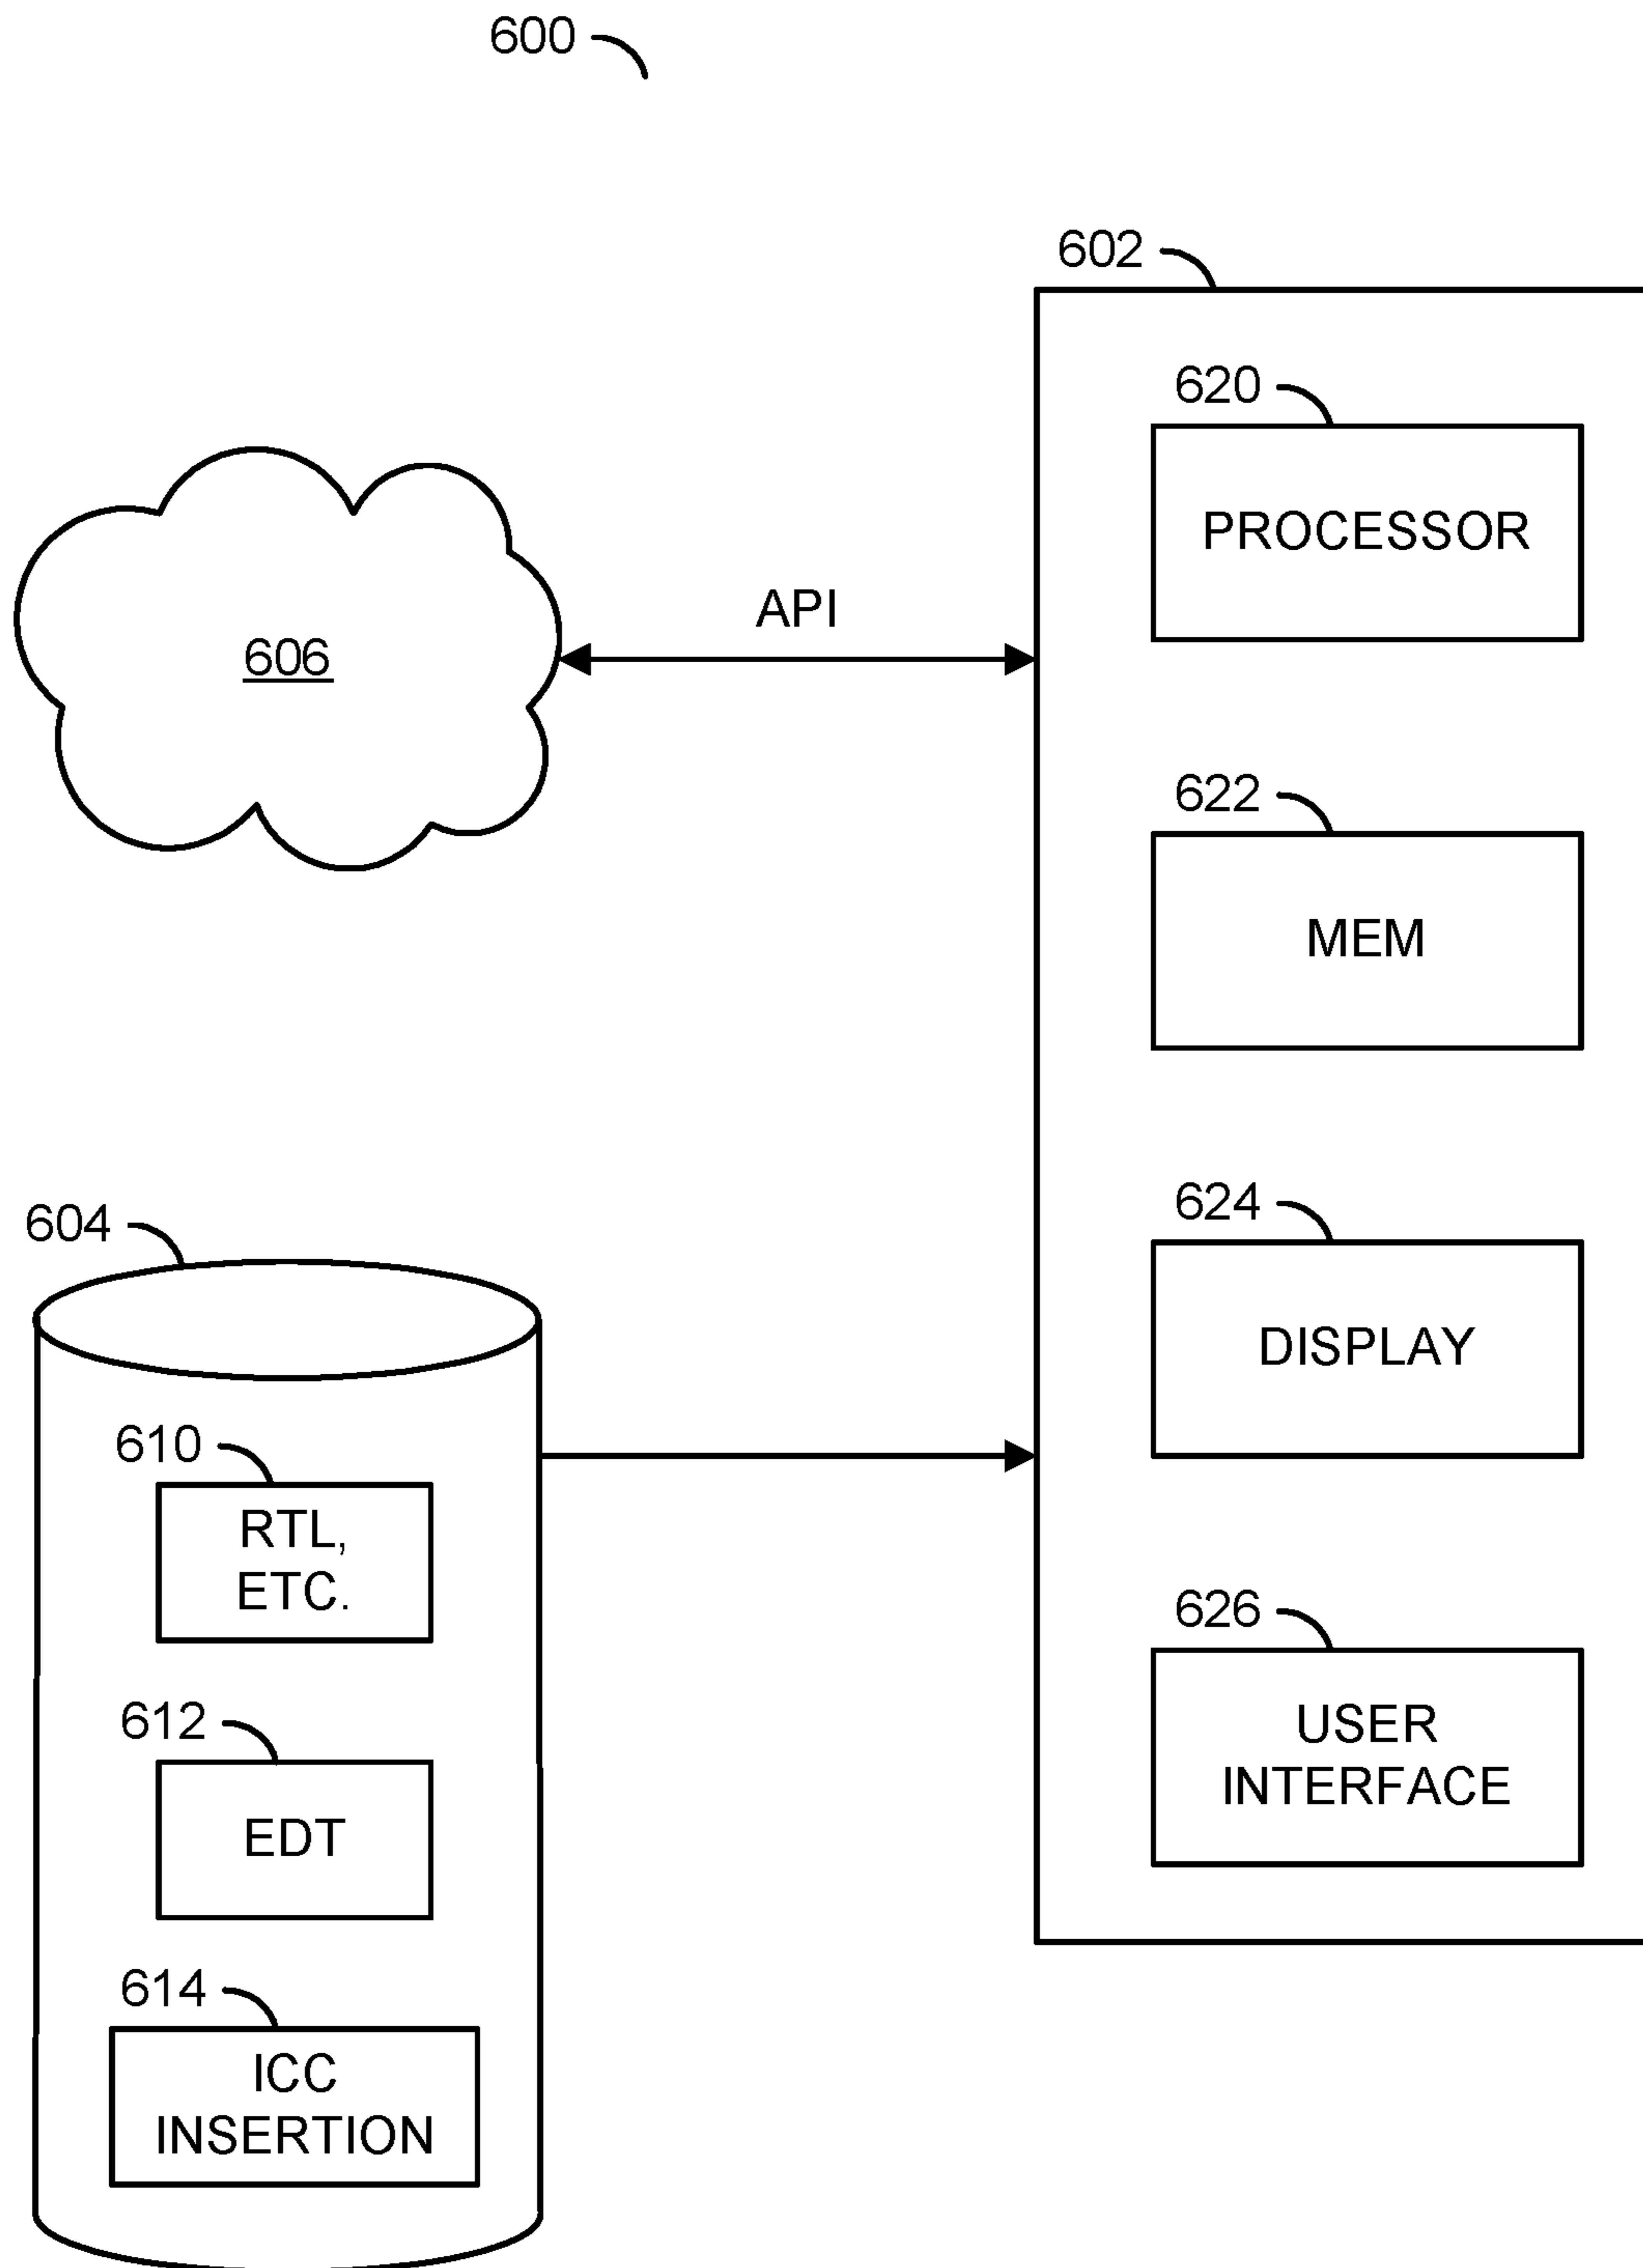 600
602
620
PROCESSOR
API
606
622
MEM
624
DISPLAY
604
610
RTL,
ETC.
612
EDT
614
ICC
INSERTION
626
USER
INTERFACE